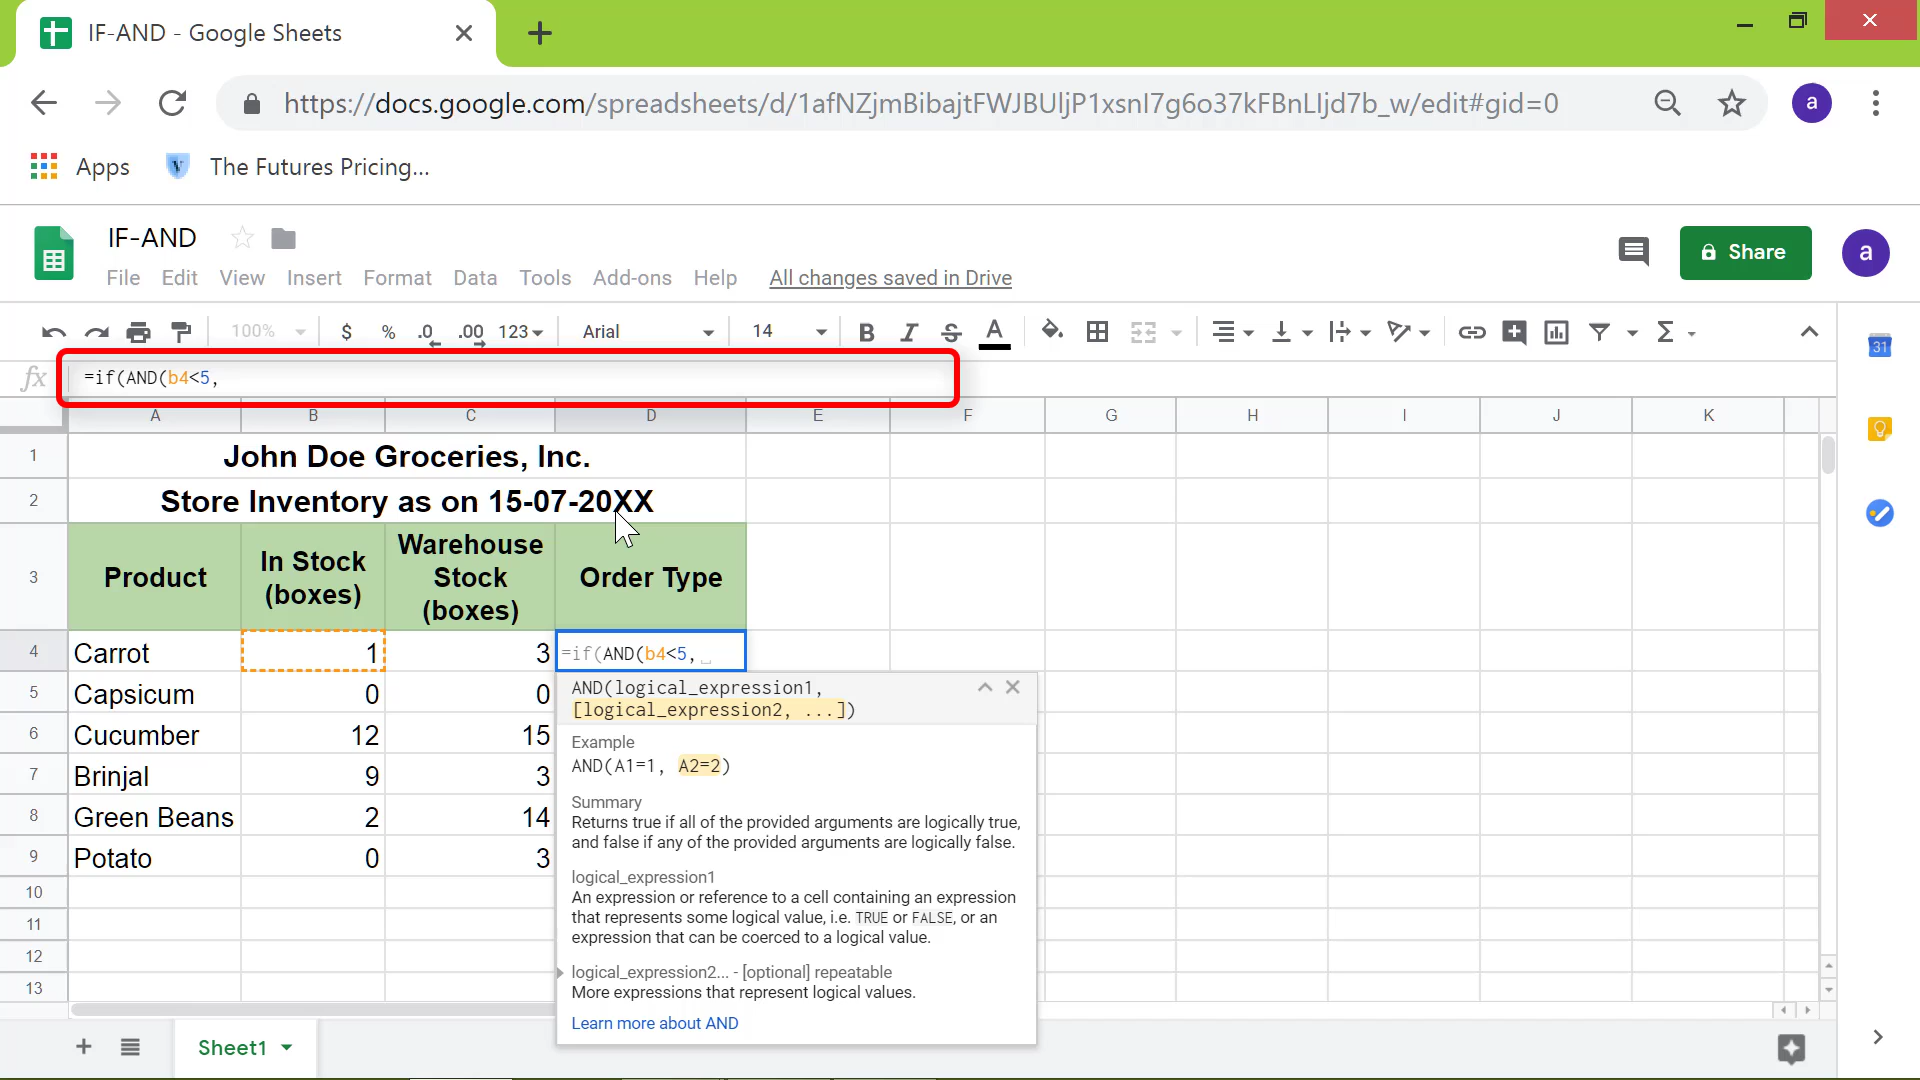 IF-AND - Google Sheets
https://docs.google.com/spreadsheets/d/1afNZjmBibajtFWJBUljP1xsnI7g6o37kFBnLIjd7b_w/edit#gid=0
a
Apps
The Futures Pricing...
IF-AND
File Edit View Insert Format Data Tools Add-ons Help All changes saved in Drive
Share
a
100% $ % .0 .00 123 Arial 14 B I S A Σ
31
fx =if(AND(b4<5,
A B C D E F G H I J K
1 John Doe Groceries, Inc.
2 Store Inventory as on 15-07-20XX
3 Product In Stock (boxes) Warehouse Stock (boxes) Order Type
4 Carrot 1 3 =if(AND(b4<5,
5 Capsicum 0 0
6 Cucumber 12 15
7 Brinjal 9 3
8 Green Beans 2 14
9 Potato 0 3
10
11
12
13
AND(logical_expression1,
[logical_expression2, ...])
Example
AND(A1=1, A2=2)
Summary
Returns true if all of the provided arguments are logically true,
and false if any of the provided arguments are logically false.
logical_expression1
An expression or reference to a cell containing an expression
that represents some logical value, i.e. TRUE or FALSE, or an
expression that can be coerced to a logical value.
logical_expression2... - [optional] repeatable
More expressions that represent logical values.
Learn more about AND
Sheet1